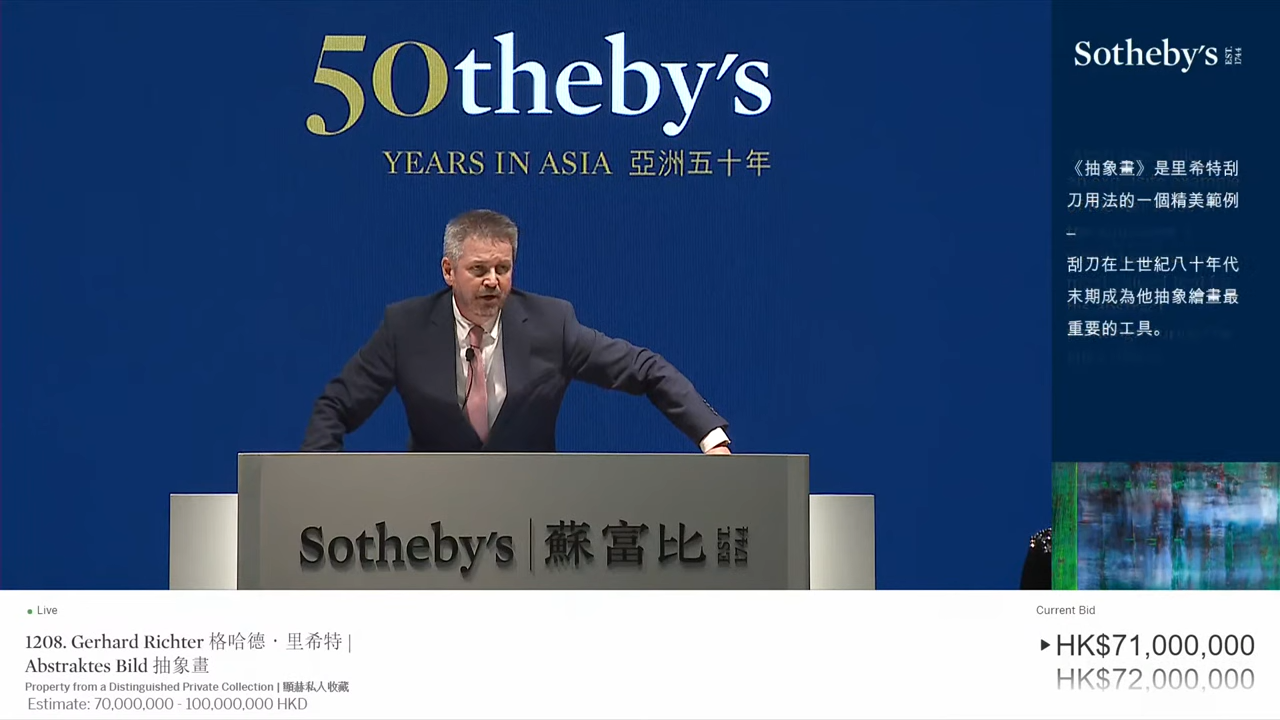 50theby's
YEARS IN ASIA 亞洲五十年
Sotheby's EST. 1744
《抽象畫》是里希特刮
刀用法的一個精美範例
–
刮刀在上世紀八十年代
末期成為他抽象繪畫最
重要的工具。
Sotheby's | 蘇富比 EST. 1744
Live
1208. Gerhard Richter 格哈德・里希特 |
Abstraktes Bild 抽象畫
Property from a Distinguished Private Collection | 顯赫私人收藏
Estimate: 70,000,000 - 100,000,000 HKD
Current Bid
HK$71,000,000
HK$72,000,000